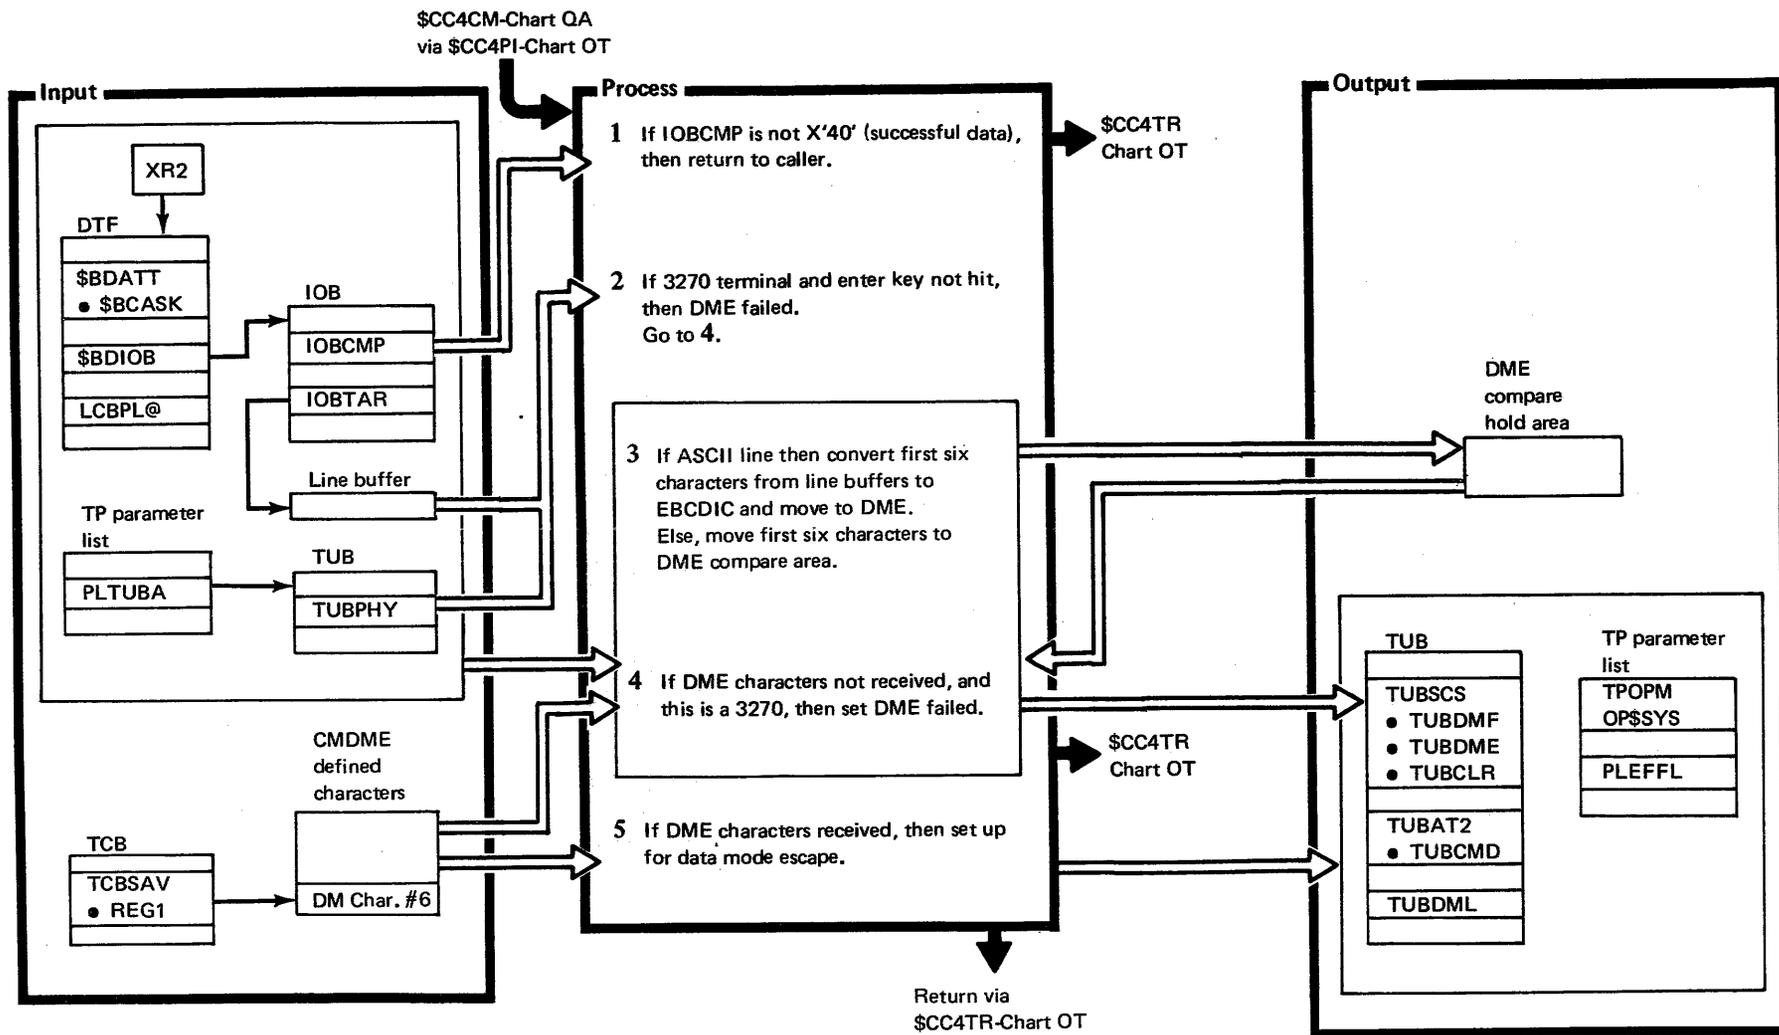 $CC4CM-Chart QA
via $CC4PI-Chart OT
Input
XR2
DTF
$BDATT
● $BCASK
$BDIOB
LCBPL@
IOB
IOBCMP
IOBTAR
Line buffer
TP parameter
list
PLTUBA
TUB
TUBPHY
CMDME
defined
characters
DM Char. #6
TCB
TCBSAV
● REG1
Process
1 If IOBCMP is not X'40' (successful data),
then return to caller.
2 If 3270 terminal and enter key not hit,
then DME failed.
Go to 4.
3 If ASCII line then convert first six
characters from line buffers to
EBCDIC and move to DME.
Else, move first six characters to
DME compare area.
4 If DME characters not received, and
this is a 3270, then set DME failed.
5 If DME characters received, then set up
for data mode escape.
$CC4TR
Chart OT
$CC4TR
Chart OT
Return via
$CC4TR-Chart OT
Output
DME
compare
hold area
TUB
TUBSCS
● TUBDMF
● TUBDME
● TUBCLR
TUBAT2
● TUBCMD
TUBDML
TP parameter
list
TPOPM
OP$SYS
PLEFFL